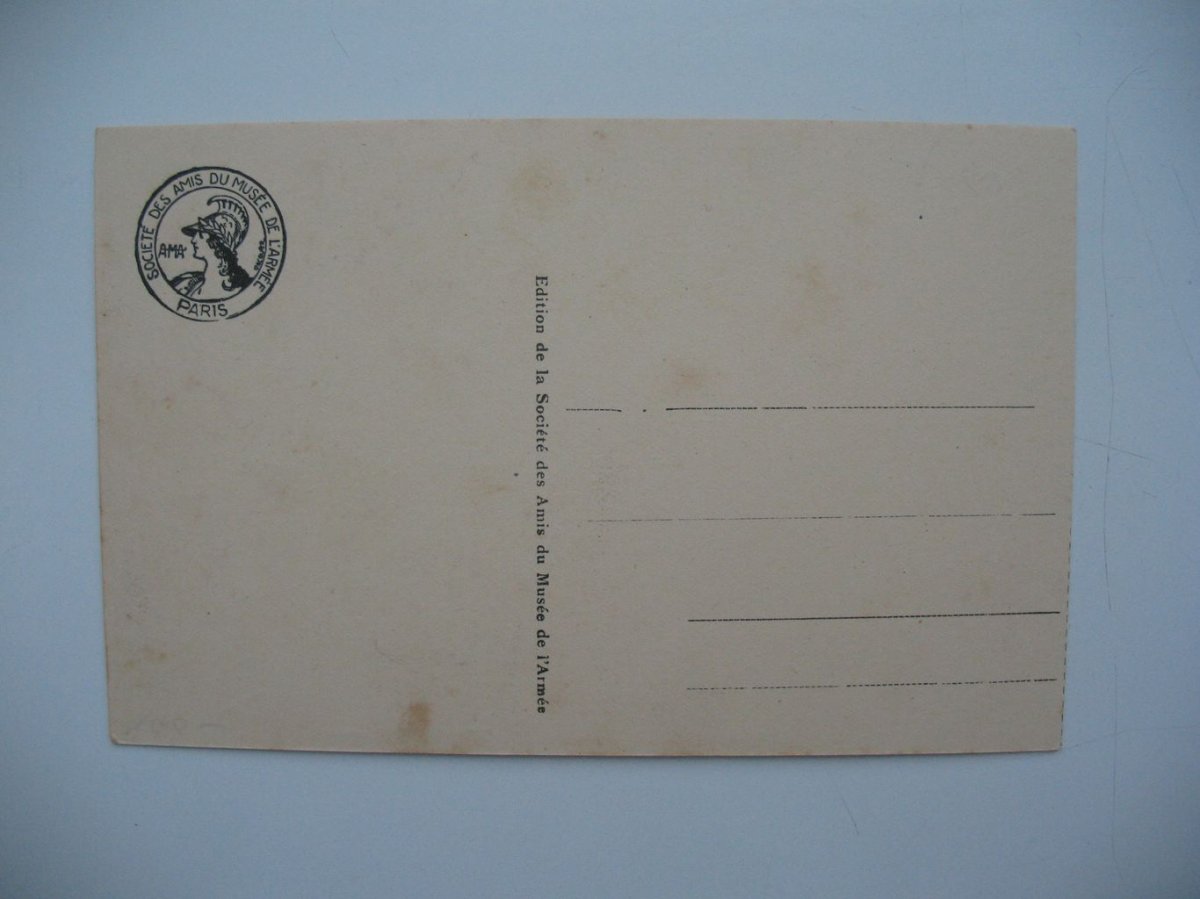 SOCIÉTÉ DES AMIS DU MUSÉE DE L'ARMÉE
AMA
PARIS
Edition de la Société des Amis du Musée de l'Armée